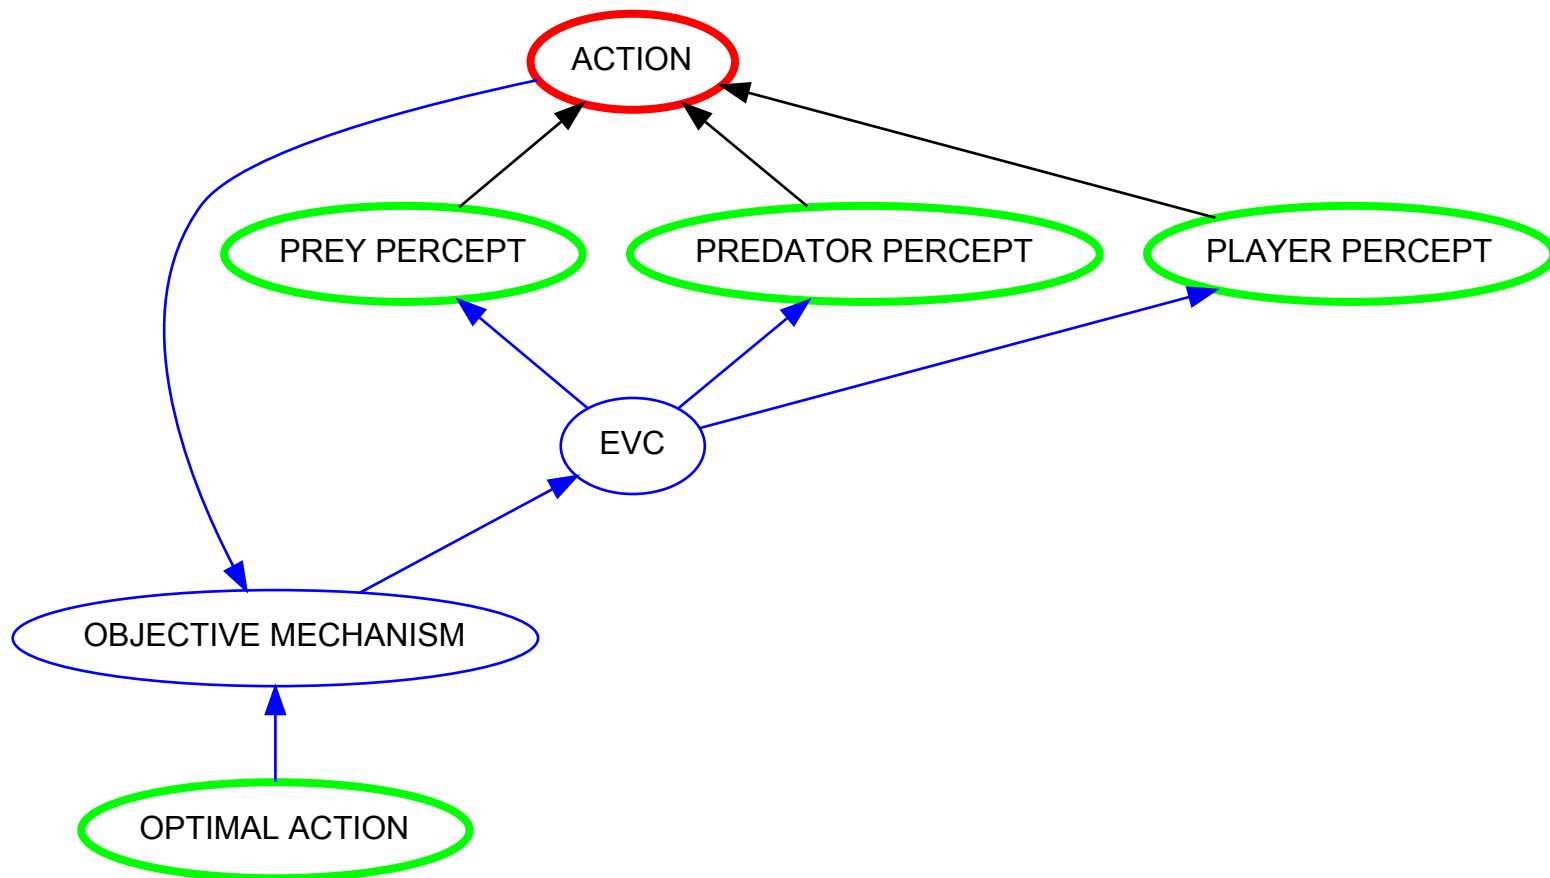 ACTION
PREY PERCEPT
PREDATOR PERCEPT
PLAYER PERCEPT
EVC
OBJECTIVE MECHANISM
OPTIMAL ACTION